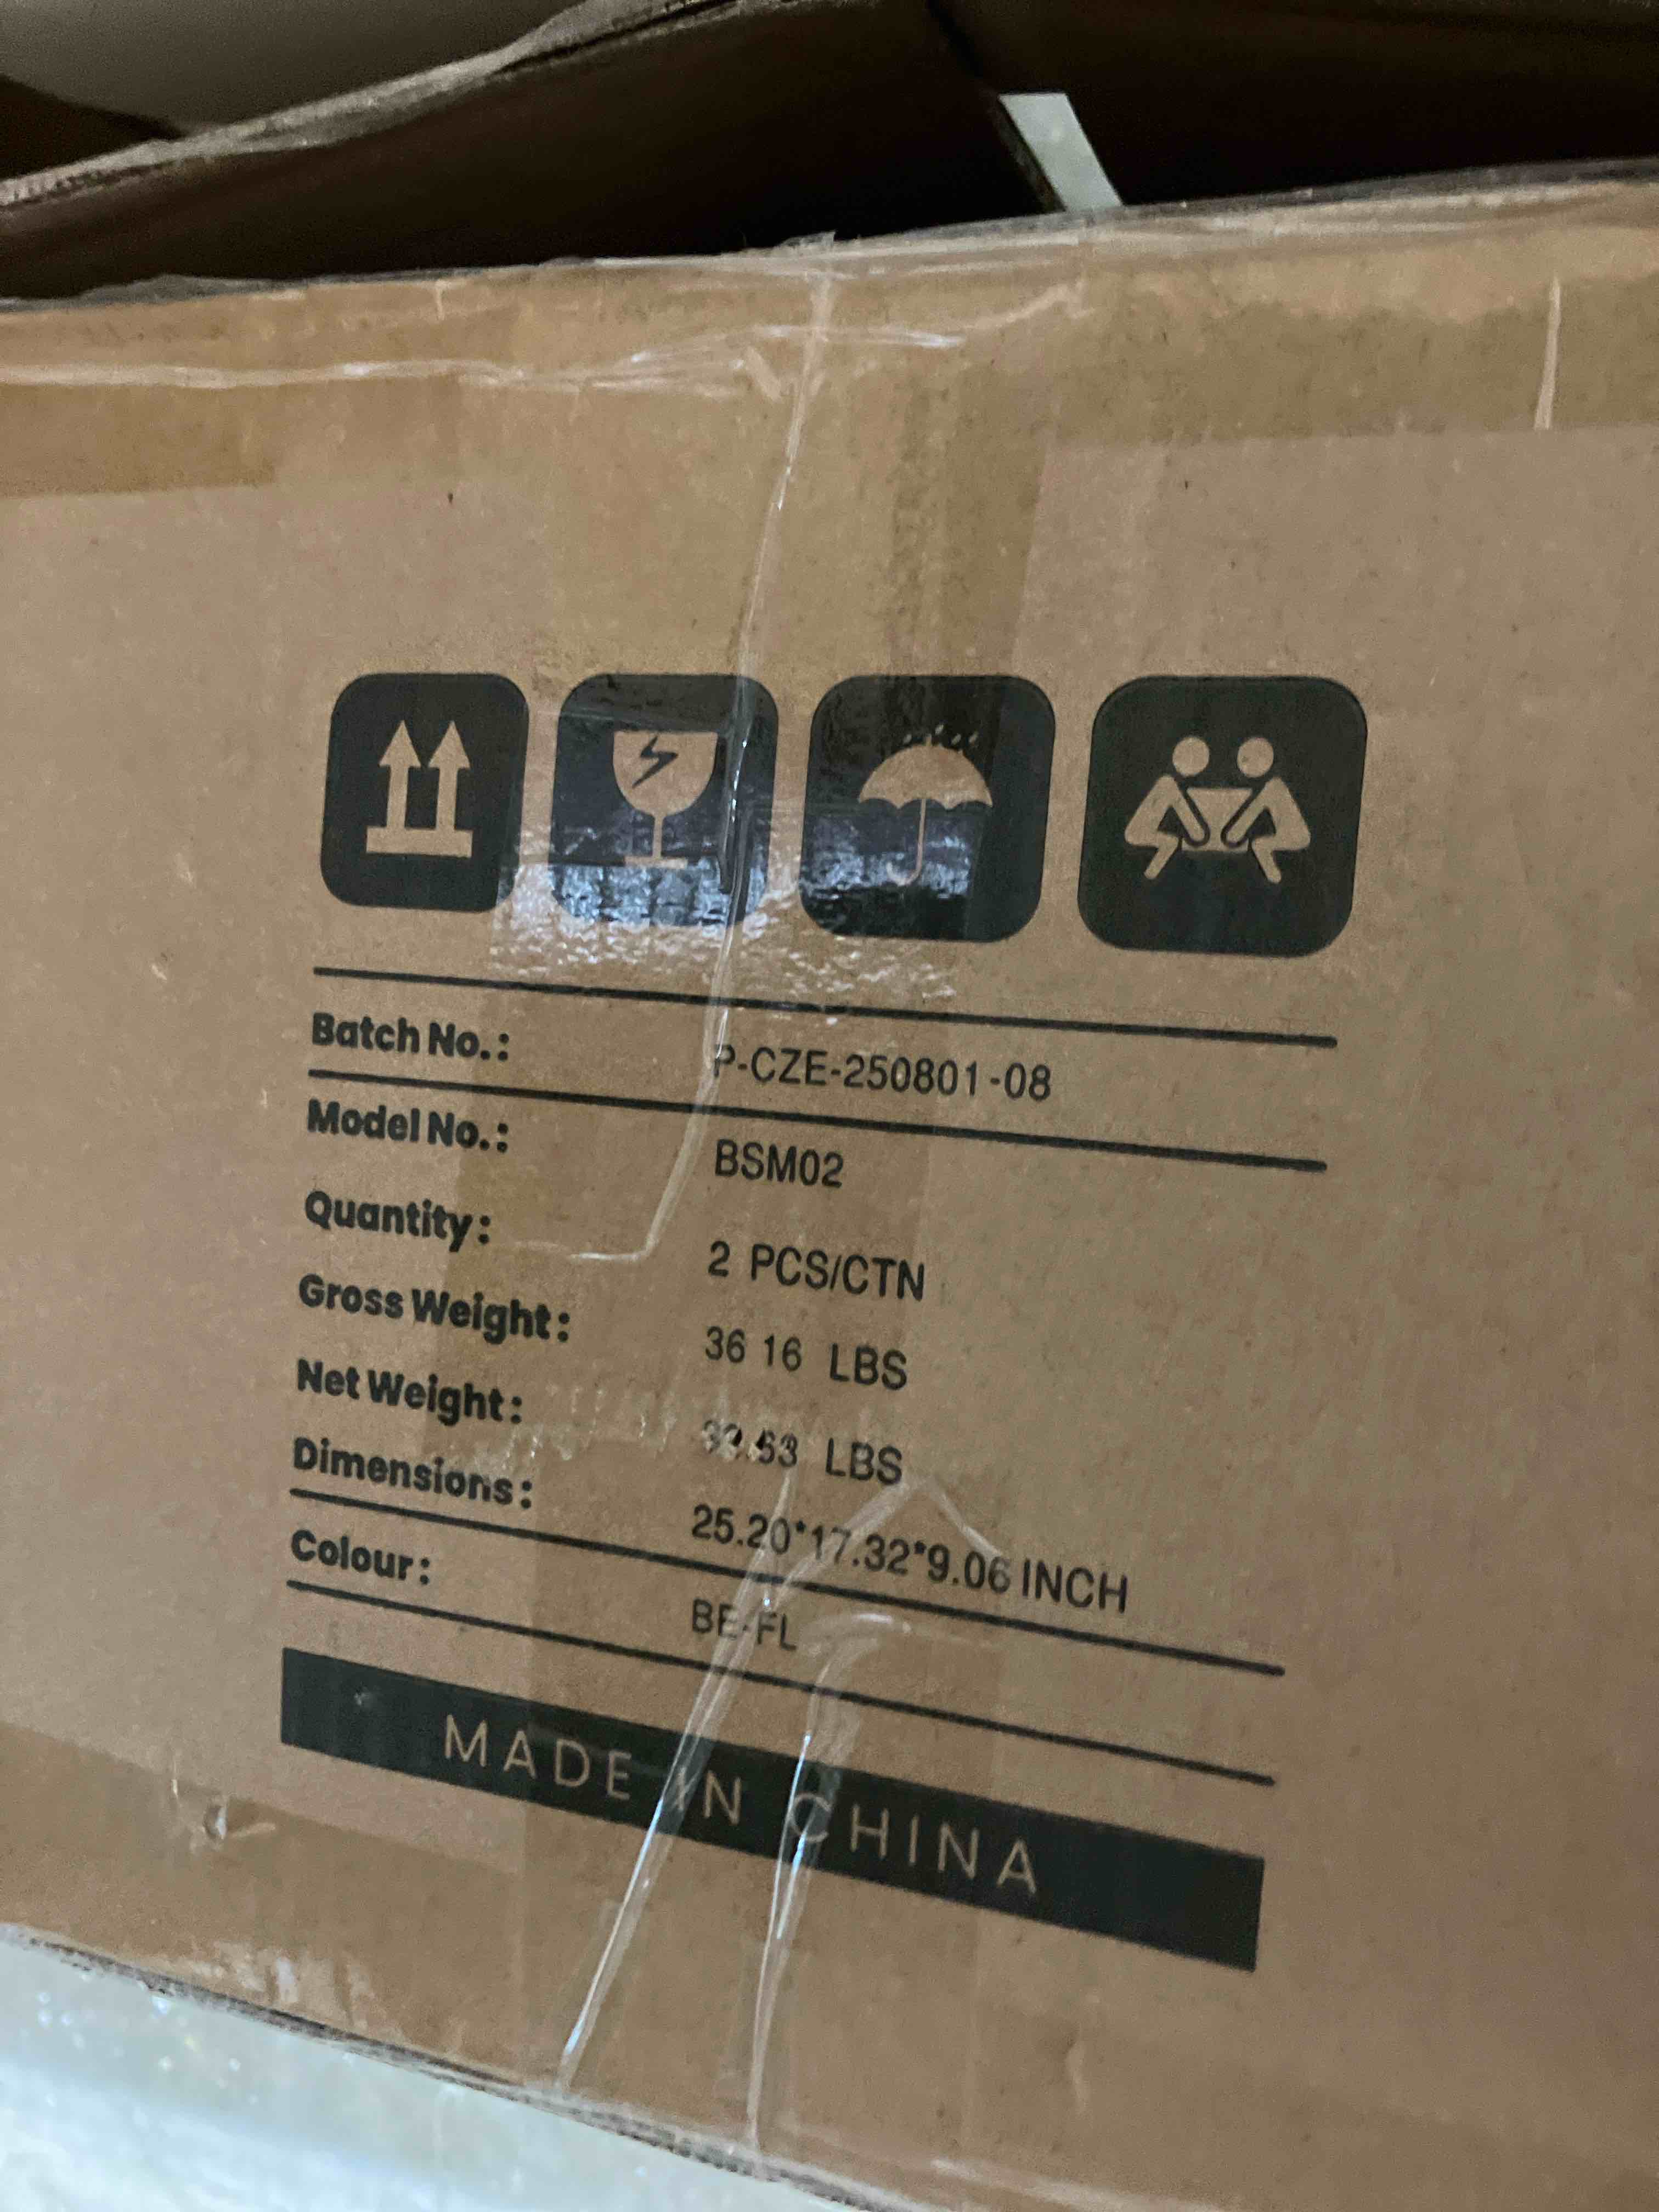 Batch No.: P-CZE-250801-08
Model No.: BSM02
Quantity: 2 PCS/CTN
Gross Weight: 36 16 LBS
Net Weight: LBS
Dimensions: 25.20*17.32*9.06 INCH
Colour: BE-FL
MADE IN CHINA